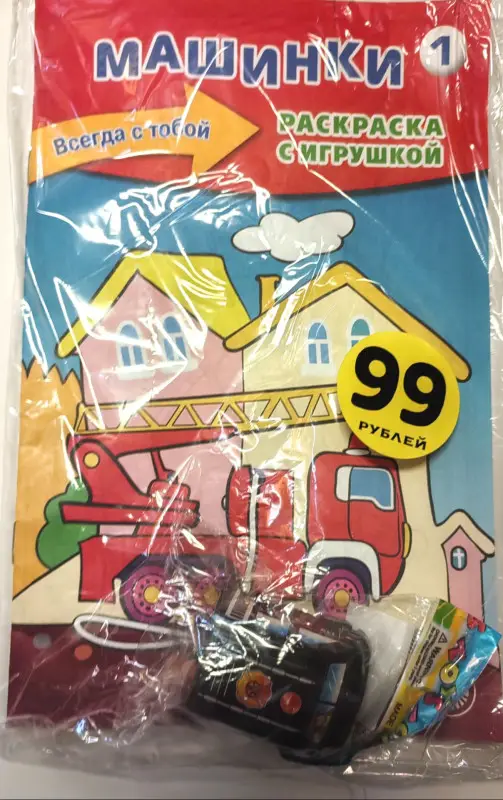 МАШИНКИ 1
Всегда с тобой
РАСКРАСКА
С ИГРУШКОЙ
99
РУБЛЕЙ